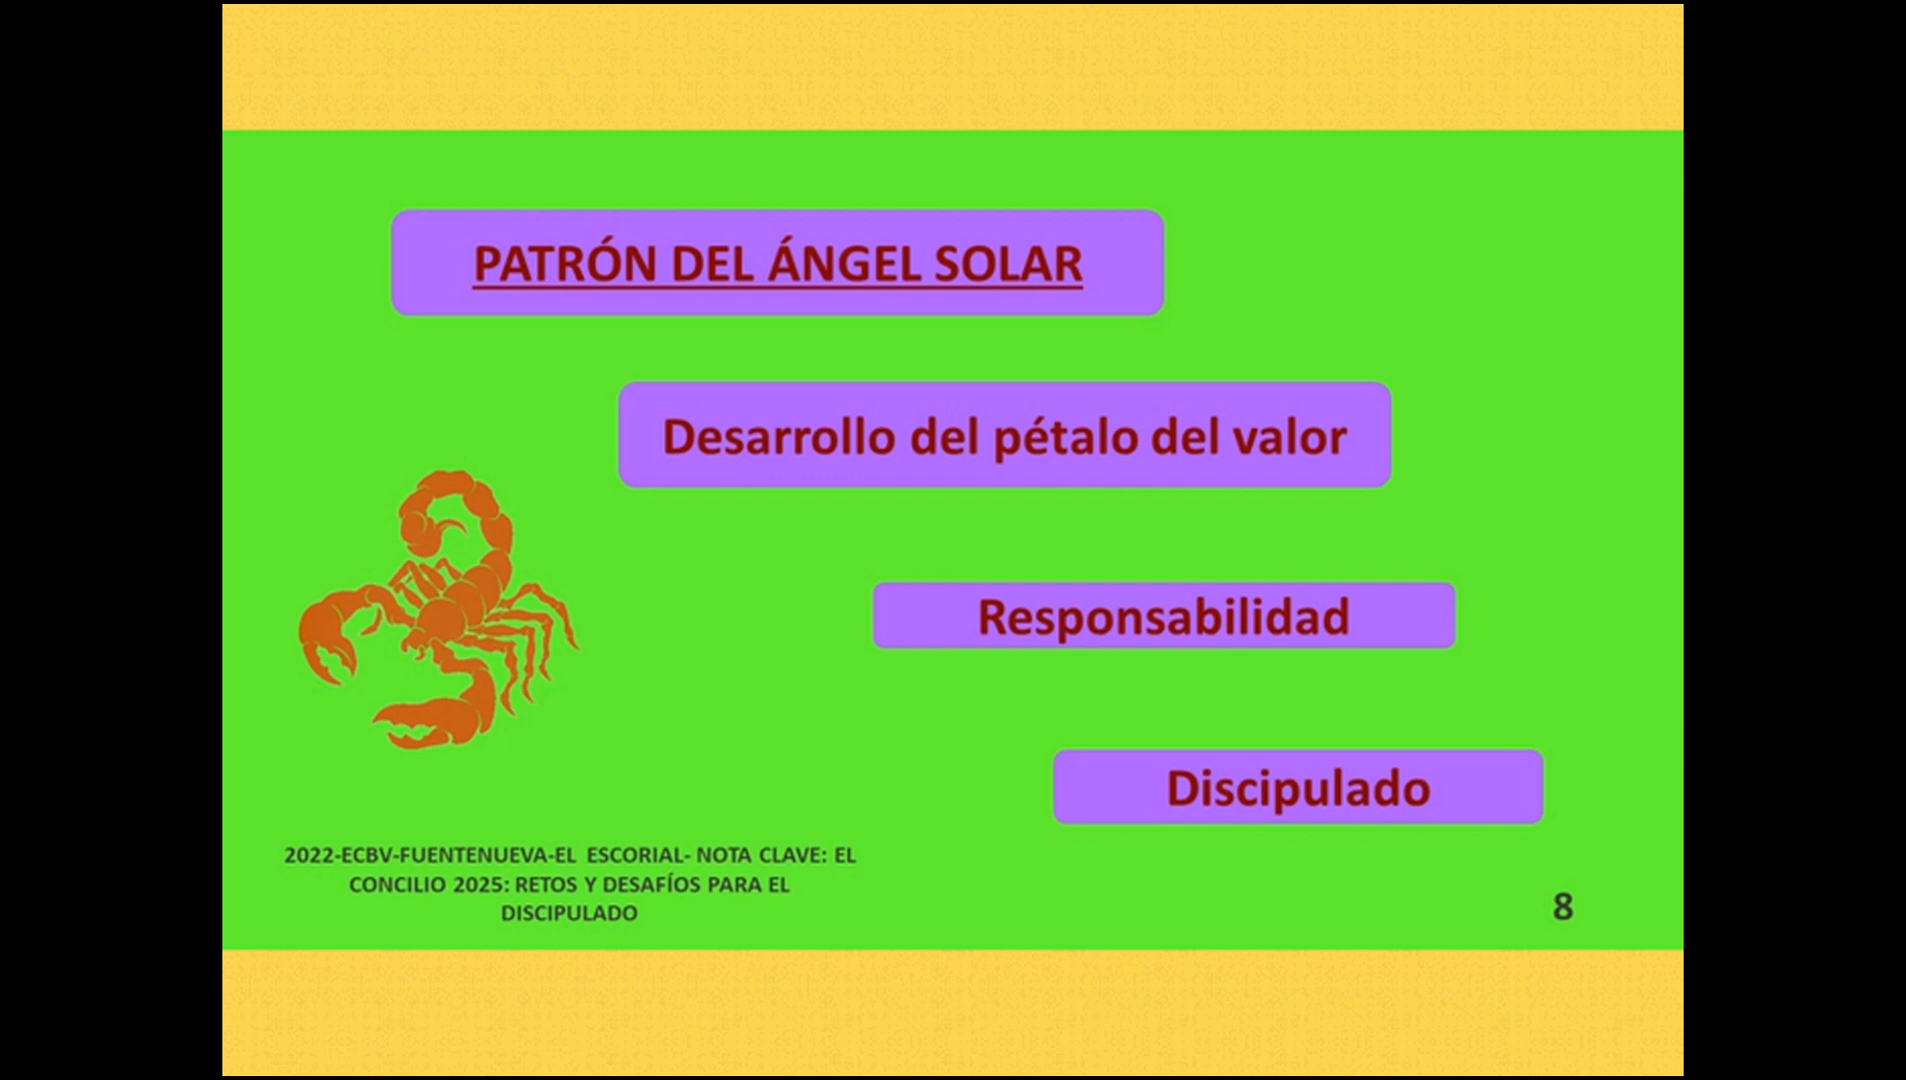 PATRÓN DEL ÁNGEL SOLAR
Desarrollo del pétalo del valor
Responsabilidad
Discipulado
2022-ECBV-FUENTENUEVA-EL ESCORIAL- NOTA CLAVE: EL
CONCILIO 2025: RETOS Y DESAFÍOS PARA EL
DISCIPULADO
8